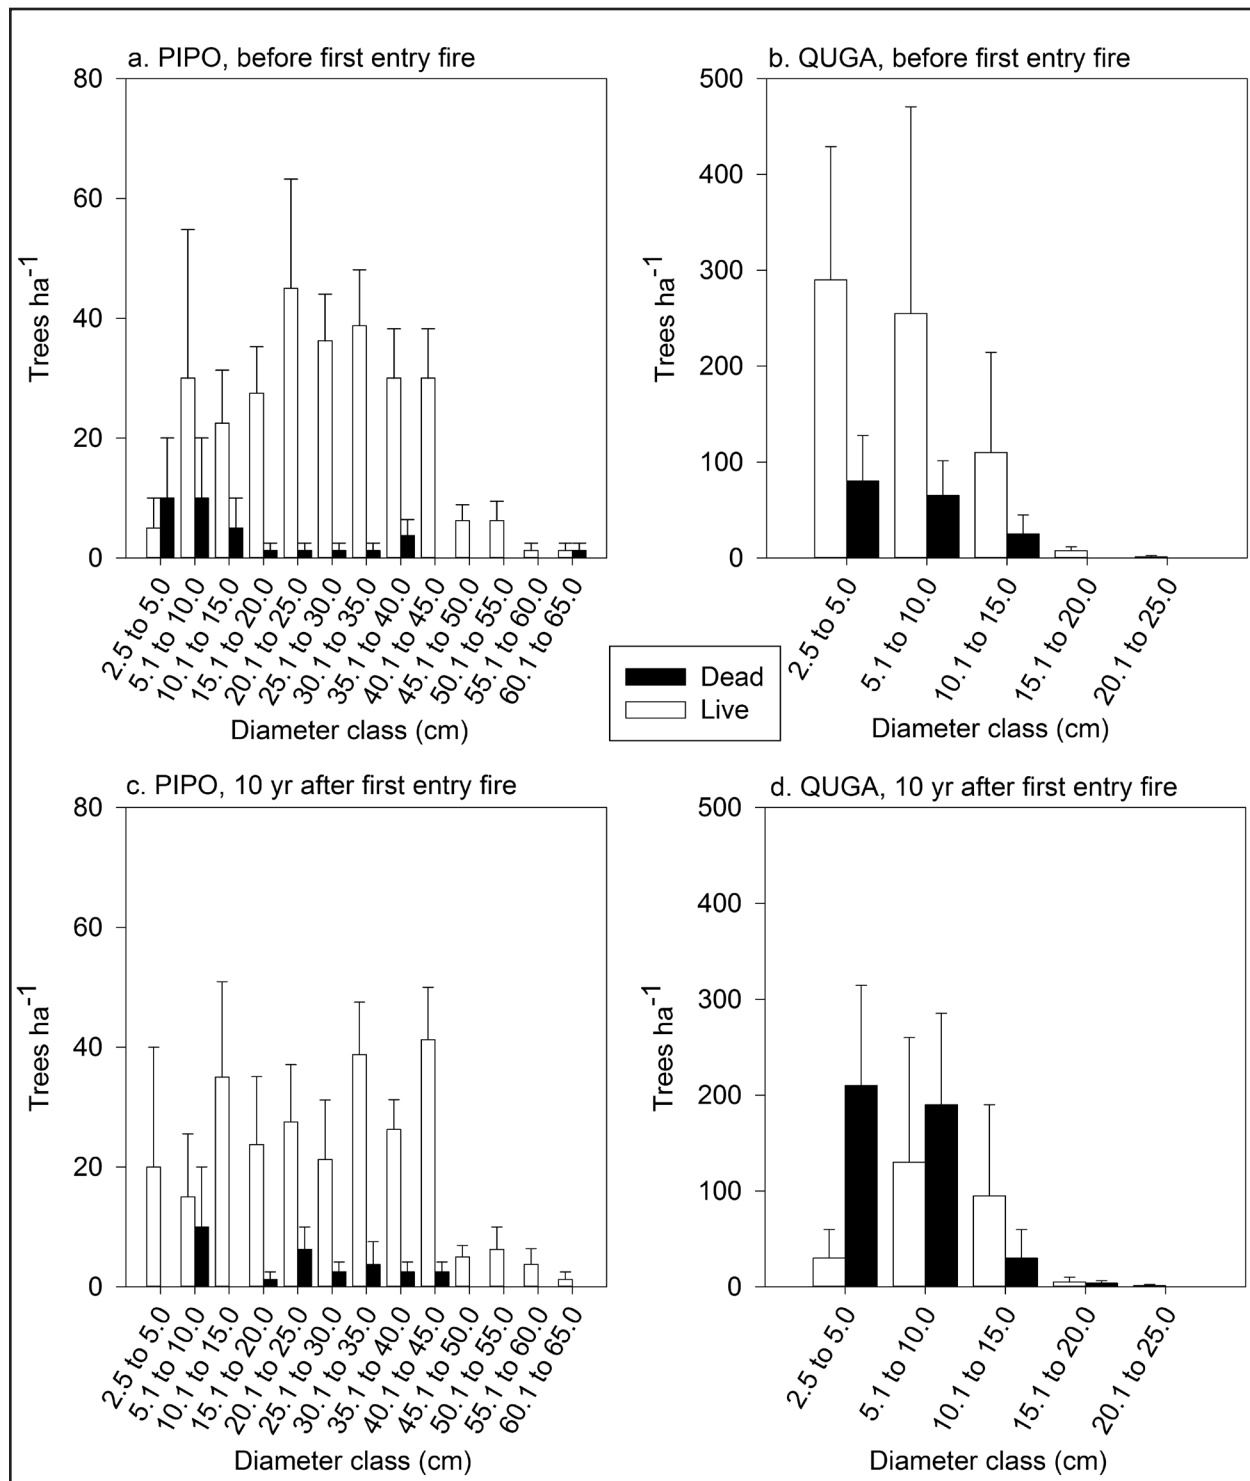 a. PIPO, before first entry fire
80
60
40
20
0
Trees ha-1
2.5 to 5.0
5.1 to 10.0
10.1 to 15.0
15.1 to 20.0
20.1 to 25.0
25.1 to 30.0
30.1 to 35.0
35.1 to 40.0
40.1 to 45.0
45.1 to 50.0
50.1 to 55.0
55.1 to 60.0
60.1 to 65.0
Diameter class (cm)
b. QUGA, before first entry fire
500
400
300
200
100
0
Trees ha-1
2.5 to 5.0
5.1 to 10.0
10.1 to 15.0
15.1 to 20.0
20.1 to 25.0
Diameter class (cm)
Dead
Live
c. PIPO, 10 yr after first entry fire
80
60
40
20
0
Trees ha-1
2.5 to 5.0
5.1 to 10.0
10.1 to 15.0
15.1 to 20.0
20.1 to 25.0
25.1 to 30.0
30.1 to 35.0
35.1 to 40.0
40.1 to 45.0
45.1 to 50.0
50.1 to 55.0
55.1 to 60.0
60.1 to 65.0
Diameter class (cm)
d. QUGA, 10 yr after first entry fire
500
400
300
200
100
0
Trees ha-1
2.5 to 5.0
5.1 to 10.0
10.1 to 15.0
15.1 to 20.0
20.1 to 25.0
Diameter class (cm)